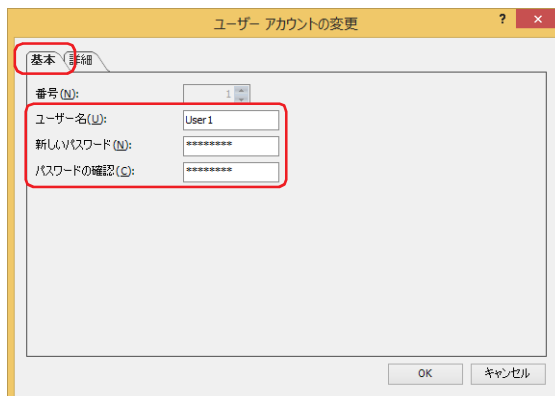 ユーザー アカウントの変更 ? ×
基本 詳細
番号(N): 1
ユーザー名(U): User1
新しいパスワード(N): ********
パスワードの確認(C): ********
OK キャンセル